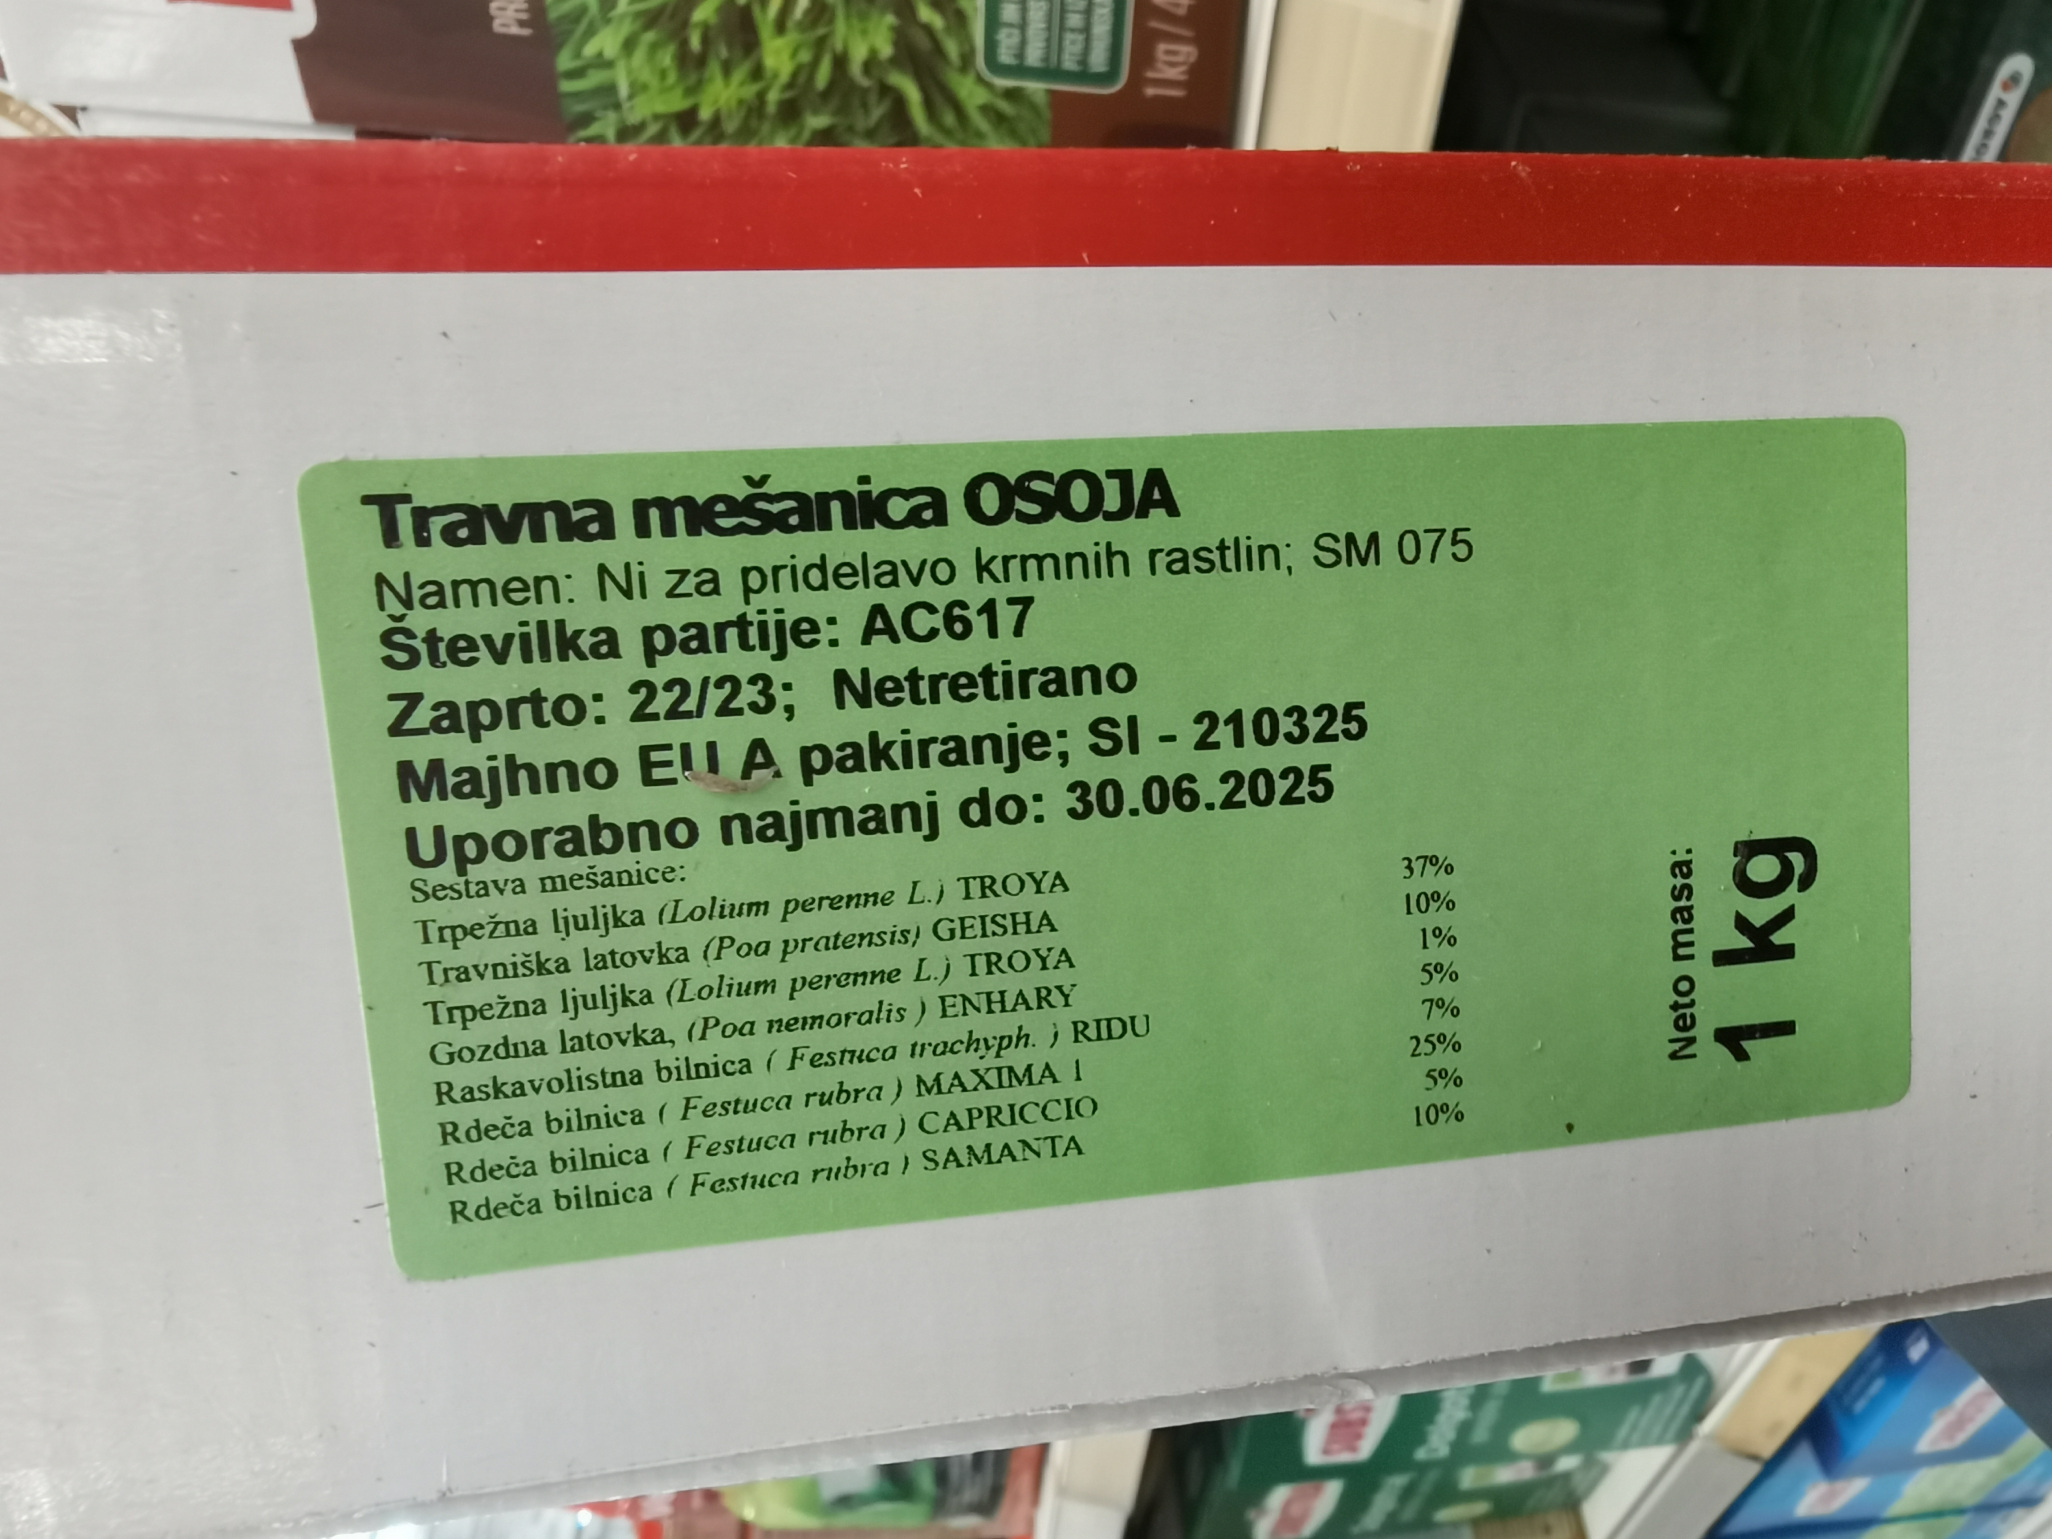 PR
1 kg / 4
Travna mešanica OSOJA
Namen: Ni za pridelavo krmnih rastlin; SM 075
Številka partije: AC617
Zaprto: 22/23; Netretirano
Majhno EU A pakiranje; SI - 210325
Uporabno najmanj do: 30.06.2025
Sestava mešanice:
Trpežna ljuljka (Lolium perenne L.) TROYA 37%
Travniška latovka (Poa pratensis) GEISHA 10%
Trpežna ljuljka (Lolium perenne L.) TROYA 1%
Gozdna latovka, (Poa nemoralis ) ENHARY 5%
Raskavolistna bilnica ( Festuca trachyph. ) RIDU 7%
Rdeča bilnica ( Festuca rubra ) MAXIMA 1 25%
Rdeča bilnica ( Festuca rubra ) CAPRICCIO 5%
Rdeča bilnica ( Festuca rubra ) SAMANTA 10%
Neto masa:
1 kg